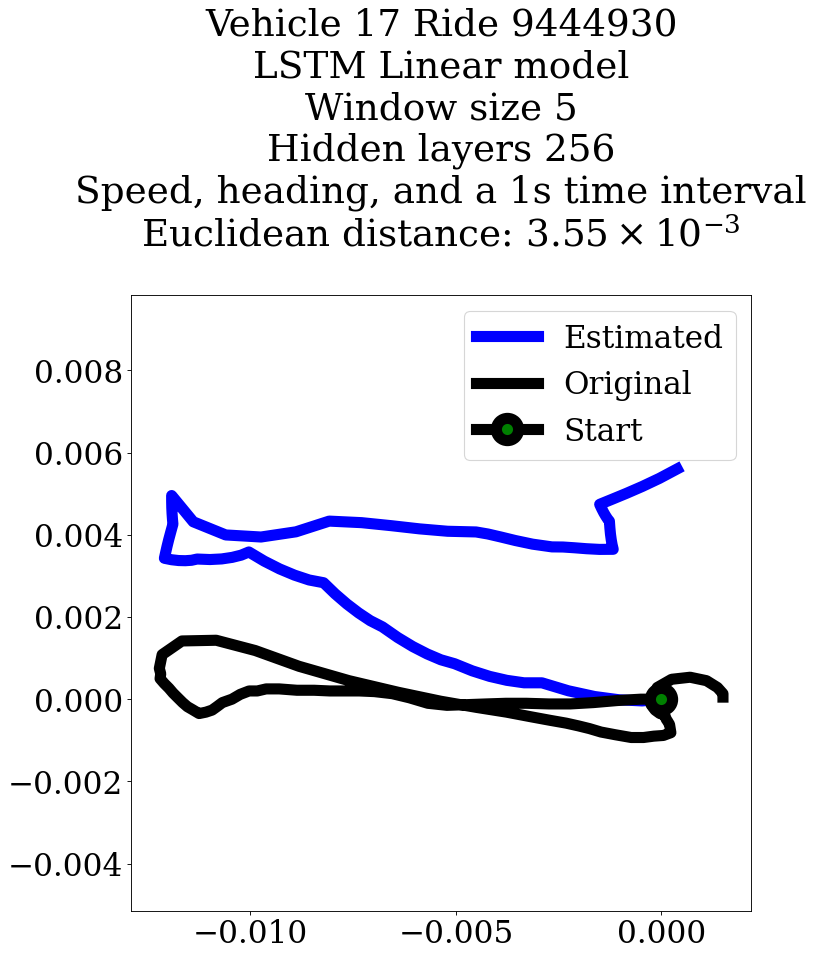 Vehicle 17 Ride 9444930
LSTM Linear model
Window size 5
Hidden layers 256
Speed, heading, and a 1s time interval
Euclidean distance: 3.55 × 10⁻³
Estimated
Original
Start
0.008
0.006
0.004
0.002
0.000
−0.002
−0.004
−0.010 −0.005 0.000